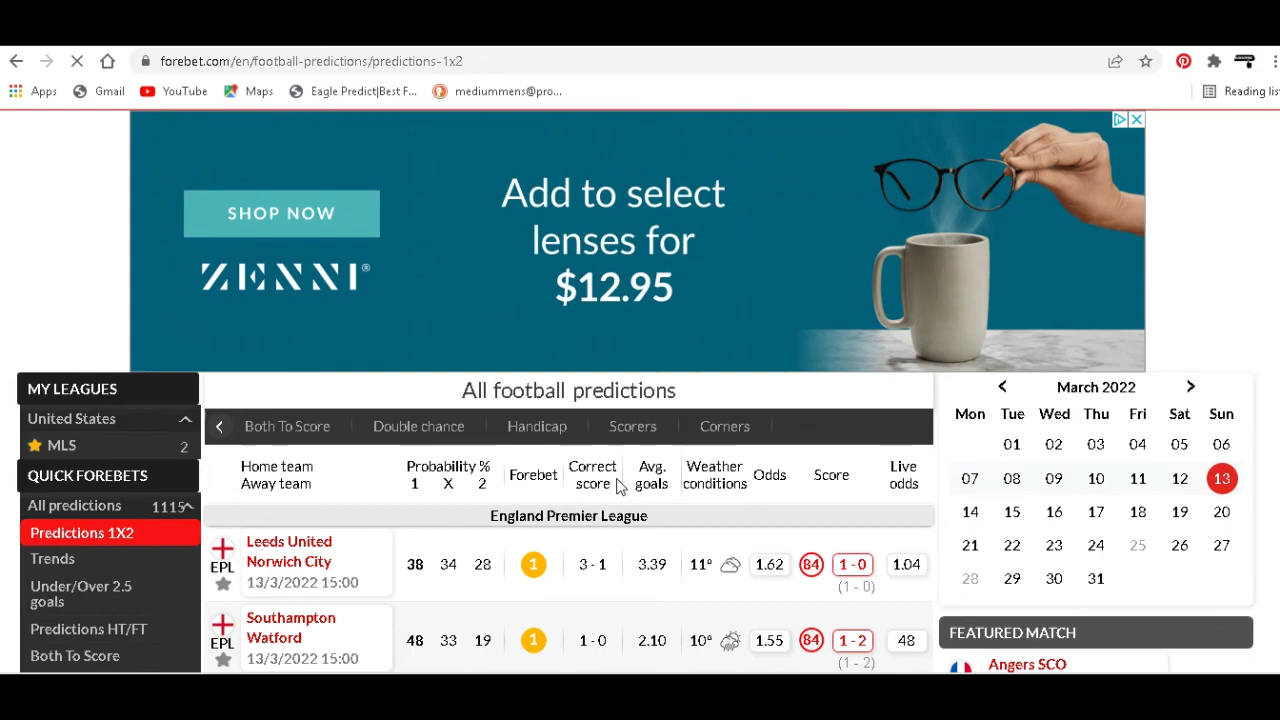 forebet.com/en/football-predictions/predictions-1x2
Apps Gmail YouTube Maps Eagle Predict|Best F... mediummens@pro... Reading lis
SHOP NOW
ZENNI®
Add to select
lenses for
$12.95
MY LEAGUES
United States
MLS 2
QUICK FOREBETS
All predictions 1115
Predictions 1X2
Trends
Under/Over 2.5
goals
Predictions HT/FT
Both To Score
All football predictions
Both To Score Double chance Handicap Scorers Corners
Home team
Away team
Probability %
1 X 2
Forebet
Correct
score
Avg.
goals
Weather
conditions
Odds
Score
Live
odds
England Premier League
EPL
Leeds United
Norwich City
13/3/2022 15:00
38 34 28 1 3 - 1 3.39 11° 1.62 84 1 - 0 1.04
(1 - 0)
EPL
Southampton
Watford
13/3/2022 15:00
48 33 19 1 1 - 0 2.10 10° 1.55 84 1 - 2 48
(1 - 2)
March 2022
Mon Tue Wed Thu Fri Sat Sun
01 02 03 04 05 06
07 08 09 10 11 12 13
14 15 16 17 18 19 20
21 22 23 24 25 26 27
28 29 30 31
FEATURED MATCH
Angers SCO